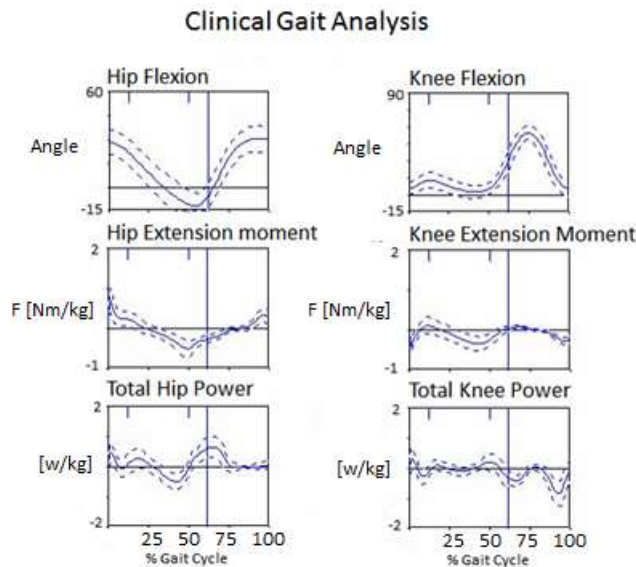 Clinical Gait Analysis
Hip Flexion
60
Angle
-15
Knee Flexion
90
Angle
-15
Hip Extension moment
2
F [Nm/kg]
-1
Knee Extension Moment
2
F [Nm/kg]
-1
Total Hip Power
2
[w/kg]
-2
25 50 75 100
% Gait Cycle
Total Knee Power
2
[w/kg]
-2
25 50 75 100
% Gait Cycle